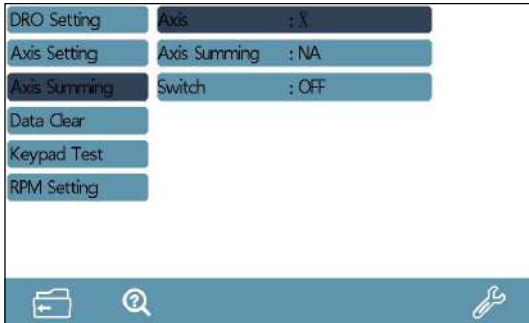 DRO Setting
Axis Setting
Axis Summing
Data Clear
Keypad Test
RPM Setting
Axis : X
Axis Summing : NA
Switch : OFF